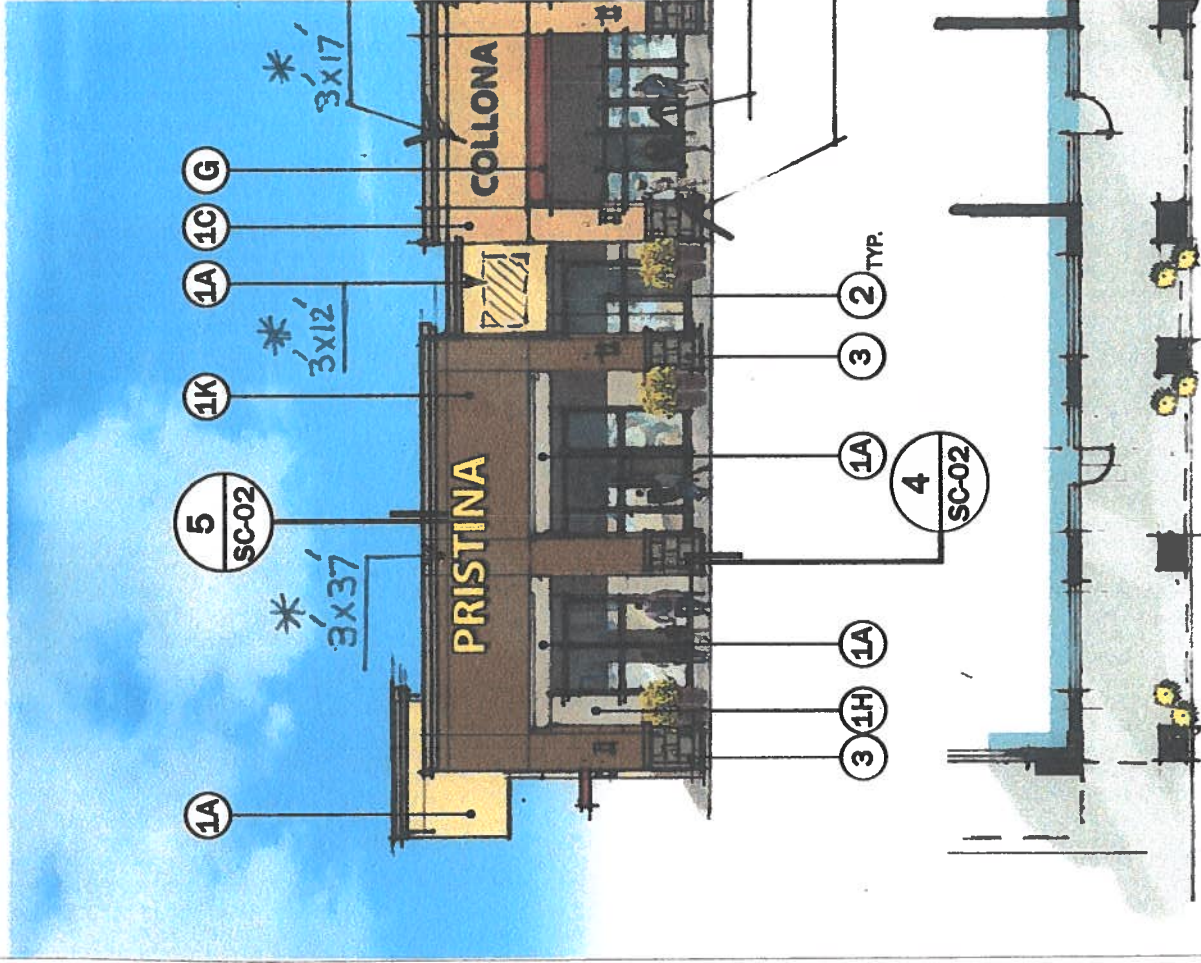 1A
5
SC-02
1K
1A
1C
G
*
3'x37'
*
3'x12'
*
3'x17'
PRISTINA
COLLONA
3
1H
1A
1A
3
2 TYP.
4
SC-02